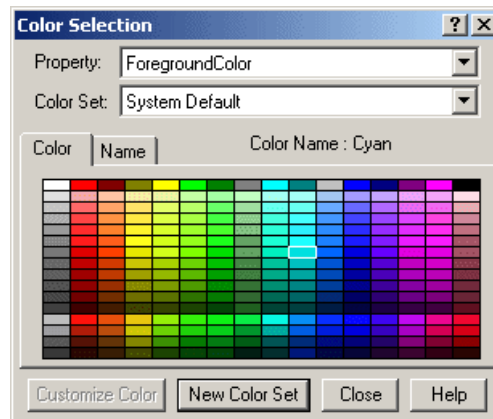 Color Selection
Property: ForegroundColor
Color Set: System Default
Color Name Color Name : Cyan
Customize Color New Color Set Close Help